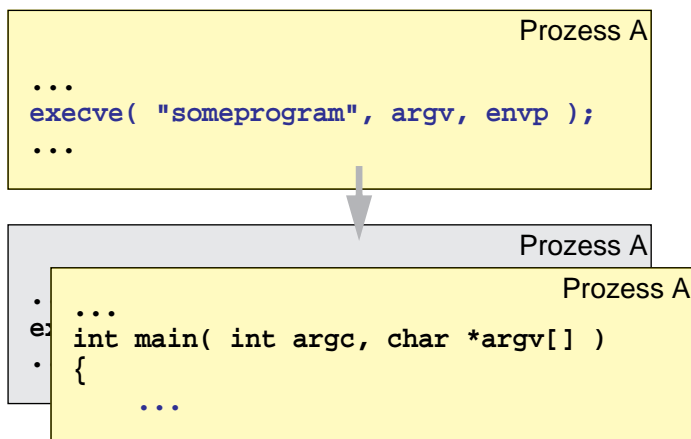 Prozess A
...
execve( "someprogram", argv, envp );
...
Prozess A
Prozess A
...
int main( int argc, char *argv[] )
{
...